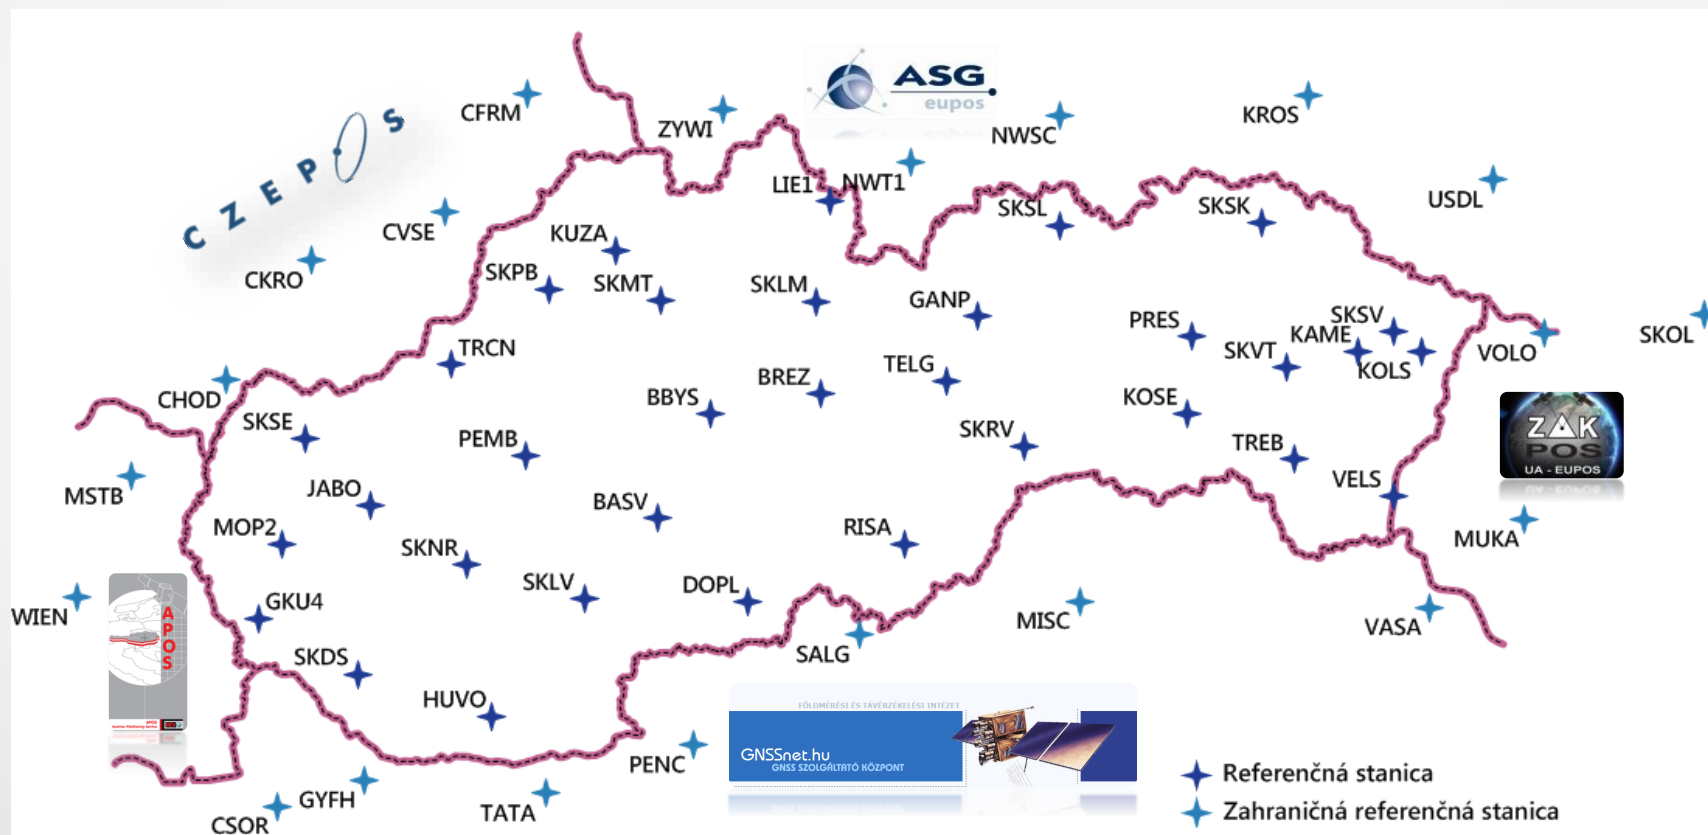 CZEPOS
ASG
eupos
CFRM
ZYWI
NWSC
KROS
LIE1
NWT1
USDL
CVSE
KUZA
SKSL
SKSK
CKRO
SKPB
SKMT
SKLM
GANP
PRES
SKSV
KAME
SKOL
TRCN
SKVT
KOLS
VOLO
CHOD
BREZ
TELG
BBYS
KOSE
SKSE
PEMB
SKRV
TREB
ZAK
POS
UA - EUPOS
MSTB
JABO
VELS
BASV
MOP2
RISA
SKNR
MUKA
SKLV
DOPL
WIEN
GKU4
APOS
MISC
VASA
SKDS
SALG
HUVO
FÖLDMÉRÉSI ÉS TÁVÉRZÉKELÉSI INTÉZET
GNSSnet.hu
GNSS SZOLGÁLTATÓ KÖZPONT
PENC
GYFH
TATA
CSOR
Referenčná stanica
Zahraničná referenčná stanica